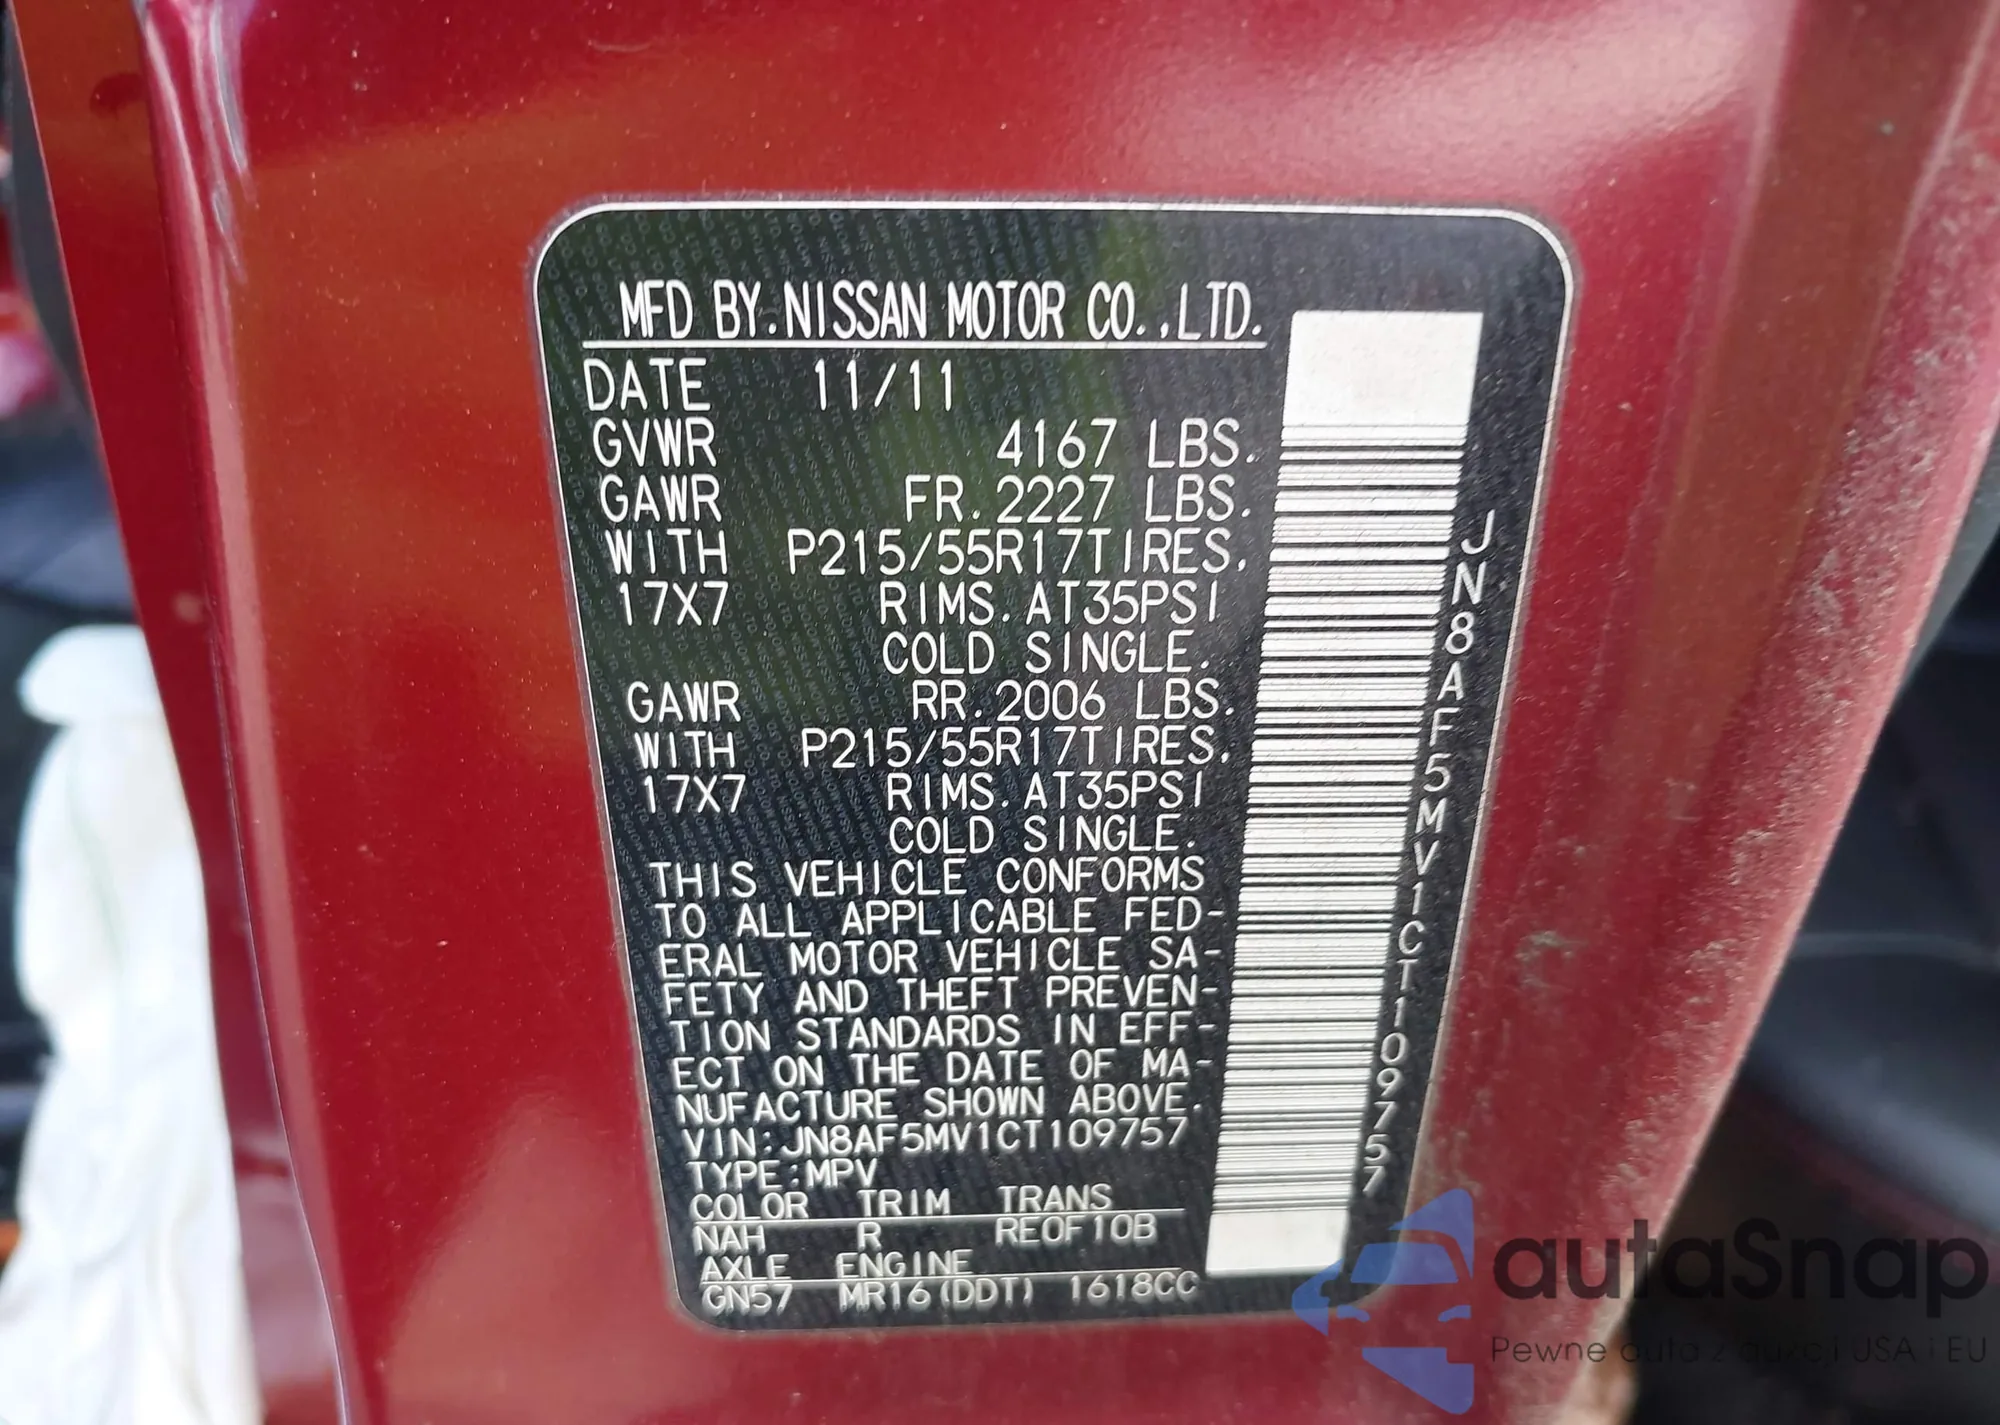 MFD BY.NISSAN MOTOR CO.,LTD.
DATE 11/11
GVWR 4167 LBS.
GAWR FR.2227 LBS.
WITH P215/55R17TIRES.
17X7 RIMS.AT35PSI
COLD SINGLE.
GAWR RR.2006 LBS.
WITH P215/55R17TIRES.
17X7 RIMS.AT35PSI
COLD SINGLE.
THIS VEHICLE CONFORMS
TO ALL APPLICABLE FED-
ERAL MOTOR VEHICLE SA-
FETY AND THEFT PREVEN-
TION STANDARDS IN EFF-
ECT ON THE DATE OF MA-
NUFACTURE SHOWN ABOVE.
VIN:JN8AF5MV1CT109757
TYPE:MPV
COLOR TRIM TRANS
NAH R RE0F10B
AXLE ENGINE
GN57 MR16(DDT) 1618CC
JN8AF5MV1CT109757
autaSnap
Pewne auta z aukcji USA i EU